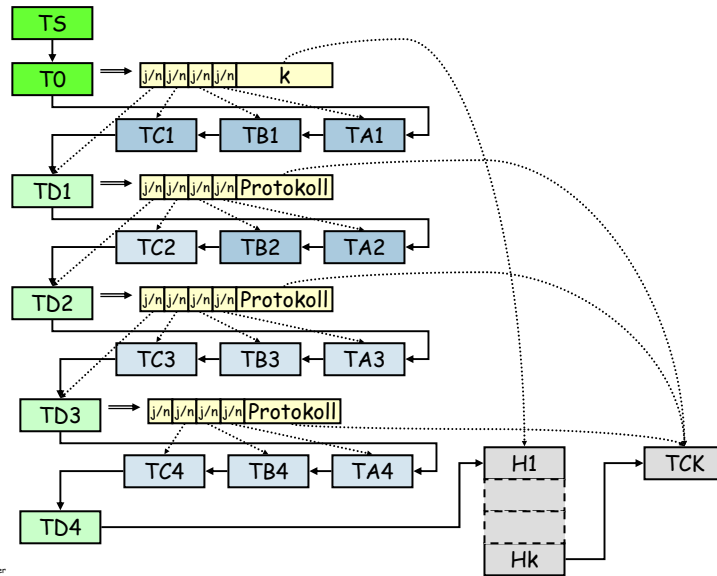 TS
T0
j/n j/n j/n j/n k
TC1 TB1 TA1
TD1
j/n j/n j/n j/n Protokoll
TC2 TB2 TA2
TD2
j/n j/n j/n j/n Protokoll
TC3 TB3 TA3
TD3
j/n j/n j/n j/n Protokoll
TC4 TB4 TA4
H1
TCK
TD4
Hk